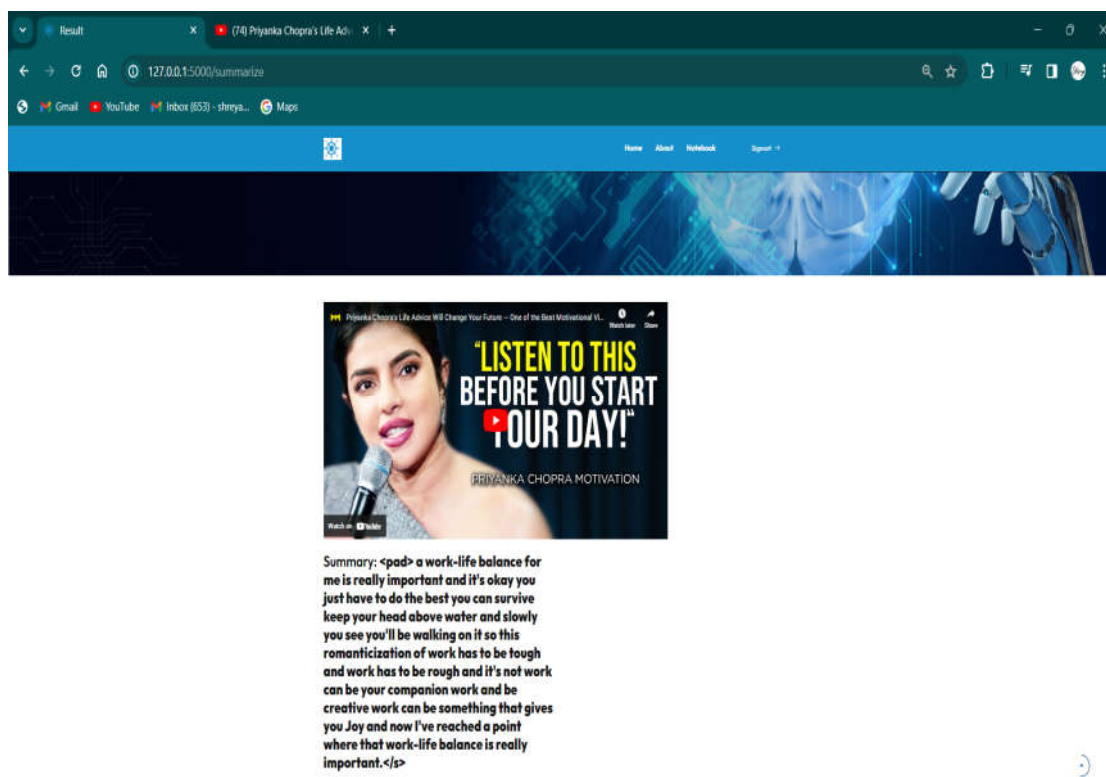 Result
(74) Priyanka Chopra's Life Advi
127.0.0.1:5000/summarize
Gmail YouTube Inbox (653) - shreya... Maps
Home About Notebook Signout →
Priyanka Chopra's Life Advice Will Change Your Future – One of the Best Motivational Vi...
Watch later Share
"LISTEN TO THIS
BEFORE YOU START
YOUR DAY!"
PRIYANKA CHOPRA MOTIVATION
Watch on YouTube
Summary: <pad> a work-life balance for
me is really important and it's okay you
just have to do the best you can survive
keep your head above water and slowly
you see you'll be walking on it so this
romanticization of work has to be tough
and work has to be rough and it's not work
can be your companion work and be
creative work can be something that gives
you Joy and now I've reached a point
where that work-life balance is really
important.</s>